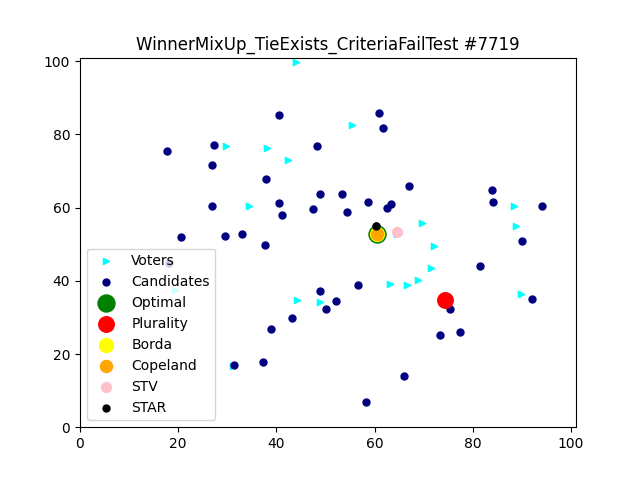 WinnerMixUp_TieExists_CriteriaFailTest #7719
100
80
60
40
20
0
0 20 40 60 80 100
Voters
Candidates
Optimal
Plurality
Borda
Copeland
STV
STAR